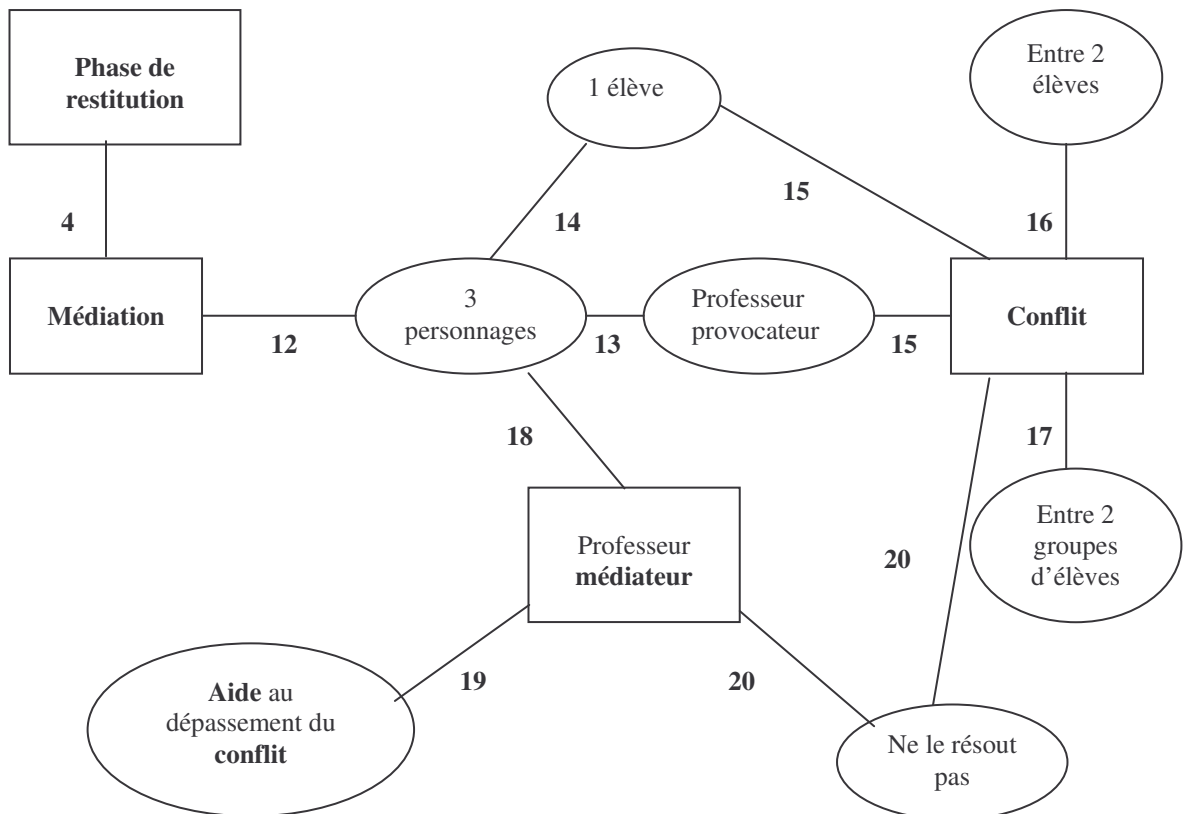 Phase de
restitution
1 élève
Entre 2
élèves
4
14
15
16
Médiation
12
3
personnages
13
Professeur
provocateur
15
Conflit
18
17
Professeur
médiateur
20
Entre 2
groupes
d’élèves
19
20
Aide au
dépassement du
conflit
Ne le résout
pas